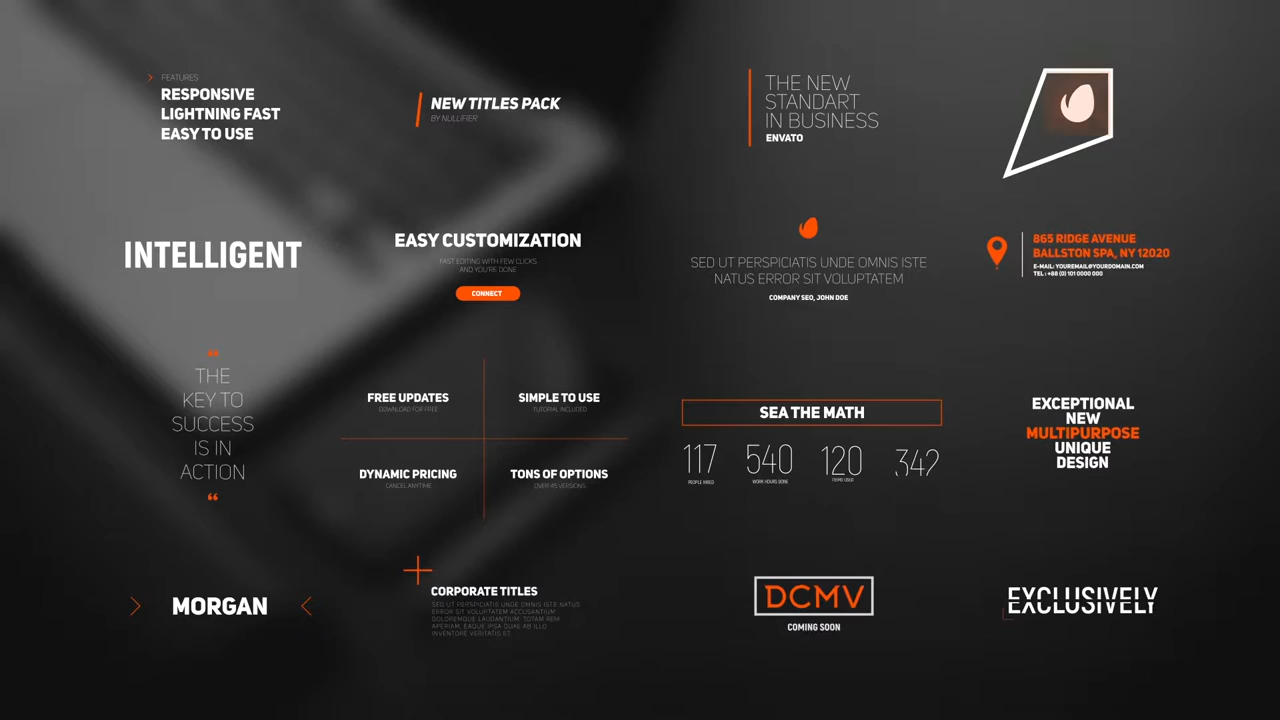 FEATURES
RESPONSIVE
LIGHTNING FAST
EASY TO USE
NEW TITLES PACK
BY NULLIFIER
THE NEW
STANDART
IN BUSINESS
ENVATO
INTELLIGENT
EASY CUSTOMIZATION
FAST EDITING WITH FEW CLICKS
AND YOU'RE DONE
CONNECT
SED UT PERSPICIATIS UNDE OMNIS ISTE
NATUS ERROR SIT VOLUPTATEM
COMPANY SEO, JOHN DOE
865 RIDGE AVENUE
BALLSTON SPA, NY 12020
E-MAIL: YOUREMAIL@YOURDOMAIN.COM
TEL : +88 (0) 101 0000 000
“
THE
KEY TO
SUCCESS
IS IN
ACTION
“
FREE UPDATES
DOWNLOAD FOR FREE
SIMPLE TO USE
TUTORIAL INCLUDED
DYNAMIC PRICING
CANCEL ANYTIME
TONS OF OPTIONS
OVER 45 VERSIONS
SEA THE MATH
117 540 120 342
PEOPLE HIRED WORK HOURS DONE ITEMS USED
EXCEPTIONAL
NEW
MULTIPURPOSE
UNIQUE
DESIGN
MORGAN
CORPORATE TITLES
SED UT PERSPICIATIS UNDE OMNIS ISTE NATUS
ERROR SIT VOLUPTATEM ACCUSANTIUM
DOLOREMQUE LAUDANTIUM, TOTAM REM
APERIAM, EAQUE IPSA QUAE AB ILLO
INVENTORE VERITATIS ET
DCMV
COMING SOON
EXCLUSIVELY